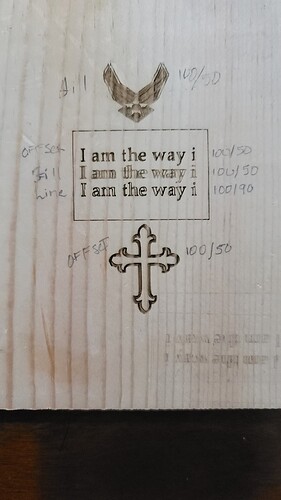 fill 100/50
OFFSET I am the way i 100/50
Fill I am the way i 100/50
Line I am the way i 100/90
OFFSET 100/50